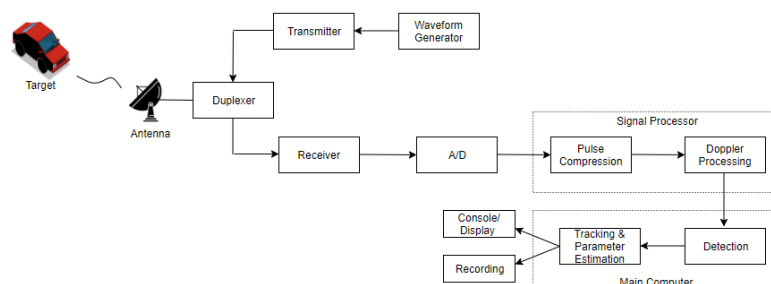 Transmitter
Waveform
Generator
Target
Duplexer
Antenna
Signal Processor
Receiver
A/D
Pulse
Compression
Doppler
Processing
Console/
Display
Tracking &
Parameter
Estimation
Detection
Recording
Main Computer